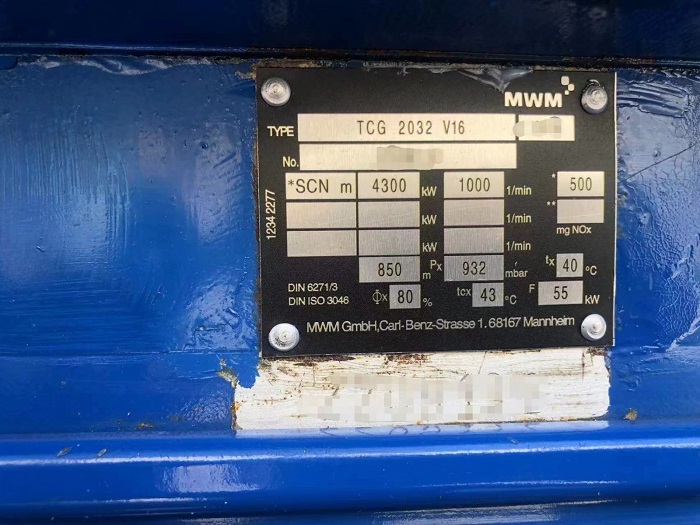 MWM
TYPE TCG 2032 V16
No.
*SCN m 4300 kW 1000 1/min * 500
kW 1/min **
kW 1/min mg NOx
850 m Px 932 mbar tx 40 °C
DIN 6271/3
DIN ISO 3046 Φx 80 % tcx 43 °C F 55 kW
MWM GmbH,Carl-Benz-Strasse 1. 68167 Mannheim
1234 2277